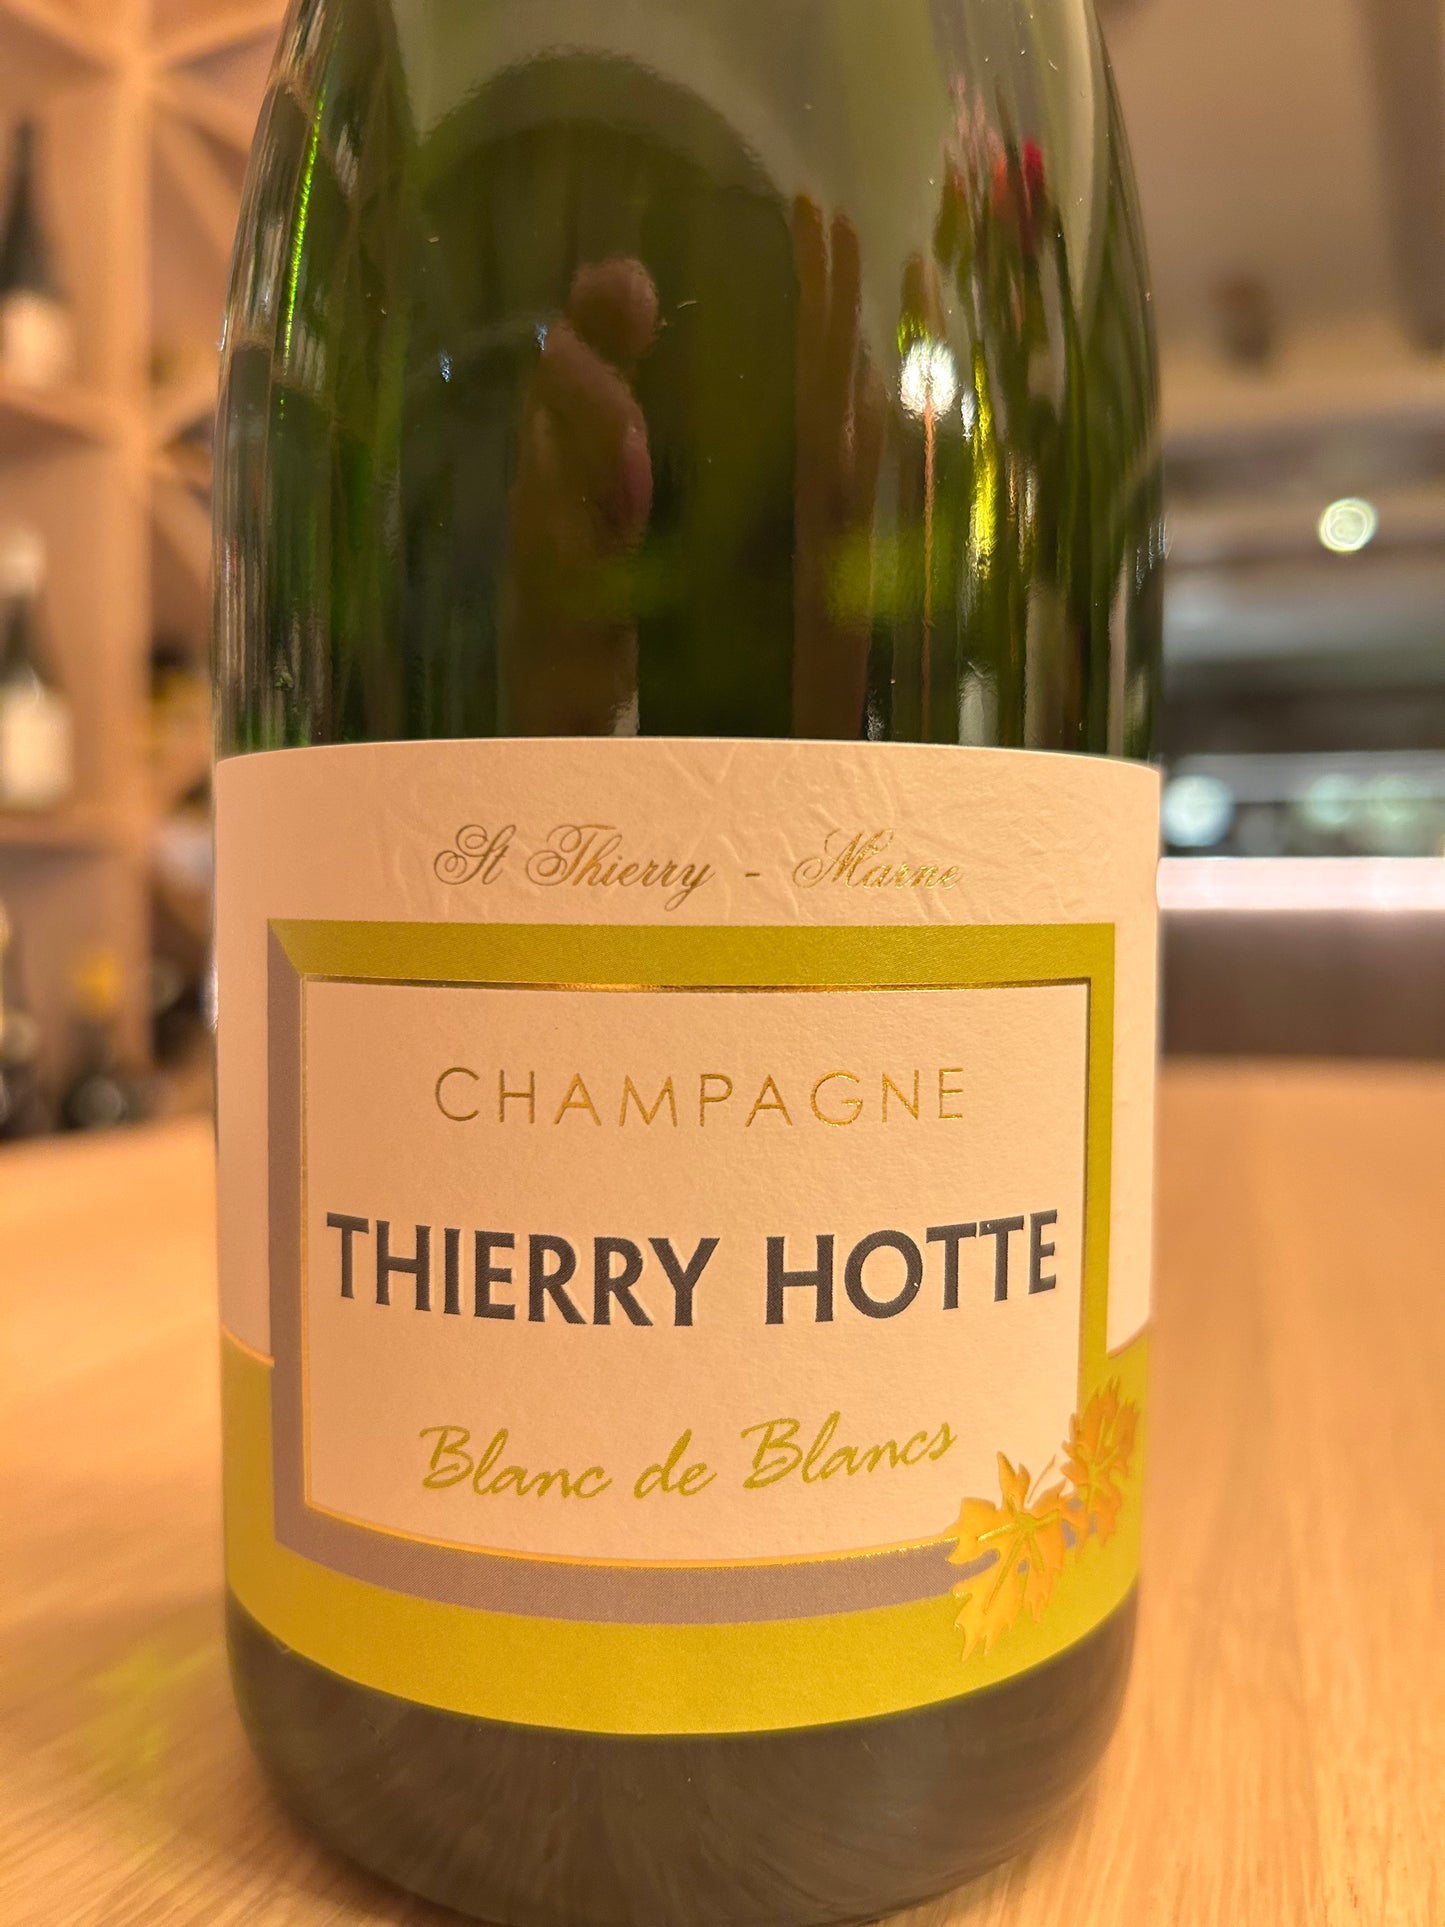 St Thierry - Marne
CHAMPAGNE
THIERRY HOTTE
Blanc de Blancs